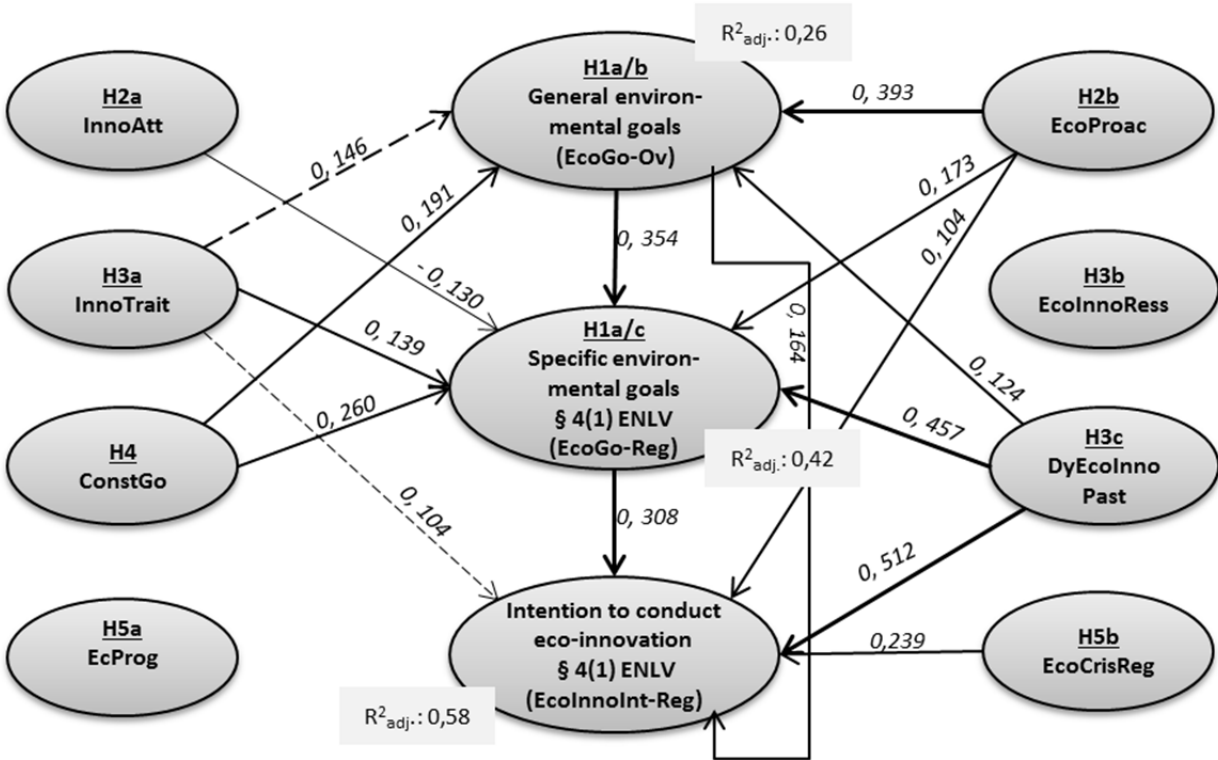 R²adj.: 0,26
H2a
InnoAtt
H1a/b
General environ-
mental goals
(EcoGo-Ov)
H2b
EcoProac
0, 393
0, 146
0, 191
0, 173
0, 104
0, 354
H3a
InnoTrait
- 0, 130
H3b
EcoInnoRess
0, 164
0, 139
H1a/c
Specific environ-
mental goals
§ 4(1) ENLV
(EcoGo-Reg)
0, 124
0, 260
0, 457
H4
ConstGo
R²adj.: 0,42
H3c
DyEcoInno
Past
0, 104
0, 308
0, 512
H5a
EcProg
Intention to conduct
eco-innovation
§ 4(1) ENLV
(EcoInnoInt-Reg)
0,239
H5b
EcoCrisReg
R²adj.: 0,58